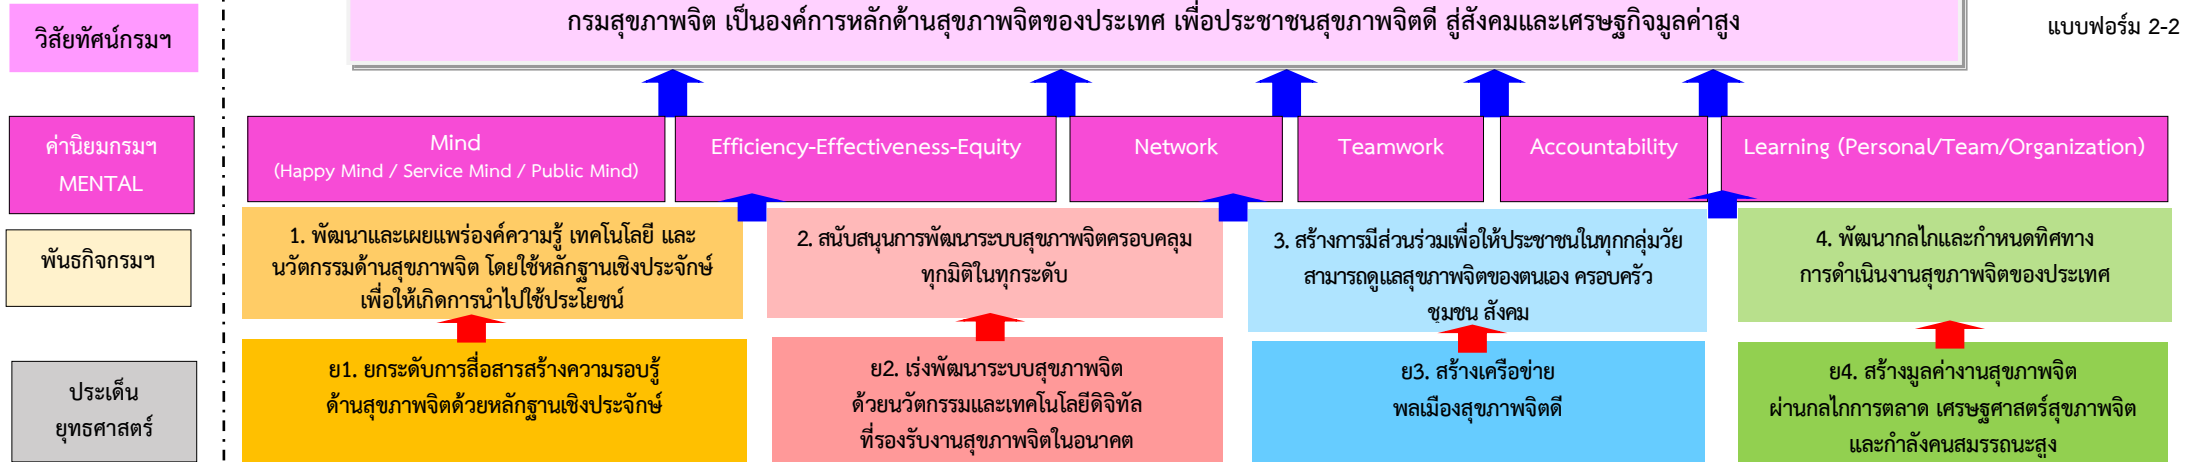 วิสัยทัศน์กรมฯ
กรมสุขภาพจิต เป็นองค์การหลักด้านสุขภาพจิตของประเทศ เพื่อประชาชนสุขภาพจิตดี สู่สังคมและเศรษฐกิจมูลค่าสูง
แบบฟอร์ม 2-2
ค่านิยมกรมฯ
MENTAL
Mind
(Happy Mind / Service Mind / Public Mind)
Efficiency-Effectiveness-Equity
Network
Teamwork
Accountability
Learning (Personal/Team/Organization)
พันธกิจกรมฯ
1. พัฒนาและเผยแพร่องค์ความรู้ เทคโนโลยี และ
นวัตกรรมด้านสุขภาพจิต โดยใช้หลักฐานเชิงประจักษ์
เพื่อให้เกิดการนำไปใช้ประโยชน์
2. สนับสนุนการพัฒนาระบบสุขภาพจิตครอบคลุม
ทุกมิติในทุกระดับ
3. สร้างการมีส่วนร่วมเพื่อให้ประชาชนในทุกกลุ่มวัย
สามารถดูแลสุขภาพจิตของตนเอง ครอบครัว
ชุมชน สังคม
4. พัฒนากลไกและกำหนดทิศทาง
การดำเนินงานสุขภาพจิตของประเทศ
ประเด็น
ยุทธศาสตร์
ย1. ยกระดับการสื่อสารสร้างความรอบรู้
ด้านสุขภาพจิตด้วยหลักฐานเชิงประจักษ์
ย2. เร่งพัฒนาระบบสุขภาพจิต
ด้วยนวัตกรรมและเทคโนโลยีดิจิทัล
ที่รองรับงานสุขภาพจิตในอนาคต
ย3. สร้างเครือข่าย
พลเมืองสุขภาพจิตดี
ย4. สร้างมูลค่างานสุขภาพจิต
ผ่านกลไกการตลาด เศรษฐศาสตร์สุขภาพจิต
และกำลังคนสมรรถนะสูง